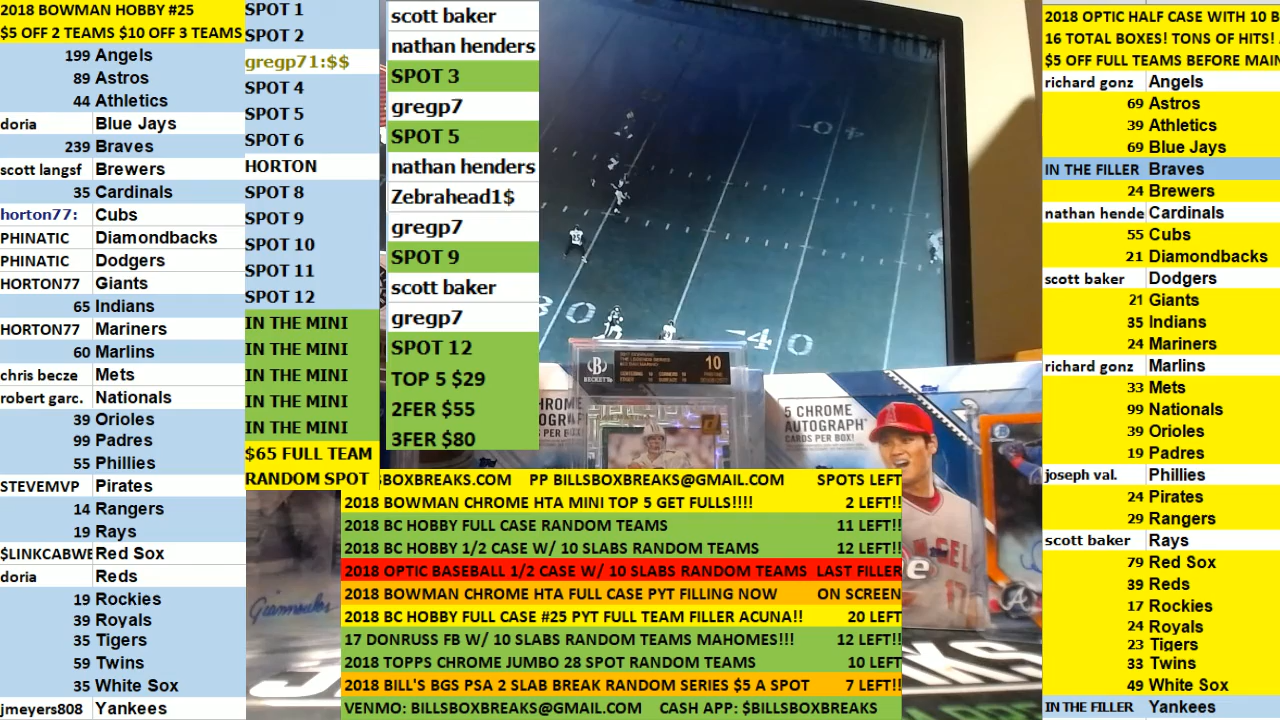 2018 BOWMAN HOBBY #25
$5 OFF 2 TEAMS $10 OFF 3 TEAMS
199 Angels
89 Astros
44 Athletics
doria Blue Jays
239 Braves
scott langsf Brewers
35 Cardinals
horton77: Cubs
PHINATIC Diamondbacks
PHINATIC Dodgers
HORTON77 Giants
65 Indians
HORTON77 Mariners
60 Marlins
chris becze Mets
robert garc. Nationals
39 Orioles
99 Padres
55 Phillies
STEVEMVP Pirates
14 Rangers
19 Rays
$LINKCABWE Red Sox
doria Reds
19 Rockies
39 Royals
35 Tigers
59 Twins
35 White Sox
jmeyers808 Yankees
SPOT 1
SPOT 2
gregp71:$$
SPOT 4
SPOT 5
SPOT 6
HORTON
SPOT 8
SPOT 9
SPOT 10
SPOT 11
SPOT 12
IN THE MINI
IN THE MINI
IN THE MINI
IN THE MINI
IN THE MINI
$65 FULL TEAM
RANDOM SPOT
scott baker
nathan henders
SPOT 3
gregp7
SPOT 5
nathan henders
Zebrahead1$
gregp7
SPOT 9
scott baker
gregp7
SPOT 12
TOP 5 $29
2FER $55
3FER $80
BECKETT
10
5 CHROME
AUTOGRAPH
CARDS PER BOX!
BOXBREAKS.COM PP BILLSBOXBREAKS@GMAIL.COM SPOTS LEFT
2018 BOWMAN CHROME HTA MINI TOP 5 GET FULLS!!!! 2 LEFT!!
2018 BC HOBBY FULL CASE RANDOM TEAMS 11 LEFT!!
2018 BC HOBBY 1/2 CASE W/ 10 SLABS RANDOM TEAMS 12 LEFT!!
2018 OPTIC BASEBALL 1/2 CASE W/ 10 SLABS RANDOM TEAMS LAST FILLER
2018 BOWMAN CHROME HTA FULL CASE PYT FILLING NOW ON SCREEN
2018 BC HOBBY FULL CASE #25 PYT FULL TEAM FILLER ACUNA!! 20 LEFT!!
17 DONRUSS FB W/ 10 SLABS RANDOM TEAMS MAHOMES!!! 12 LEFT!!
2018 TOPPS CHROME JUMBO 28 SPOT RANDOM TEAMS 10 LEFT
2018 BILL'S BGS PSA 2 SLAB BREAK RANDOM SERIES $5 A SPOT 7 LEFT!!
VENMO: BILLSBOXBREAKS@GMAIL.COM CASH APP: $BILLSBOXBREAKS
2018 OPTIC HALF CASE WITH 10 B
16 TOTAL BOXES! TONS OF HITS!
$5 OFF FULL TEAMS BEFORE MAIN
richard gonz Angels
69 Astros
39 Athletics
69 Blue Jays
IN THE FILLER Braves
24 Brewers
nathan hende Cardinals
55 Cubs
21 Diamondbacks
scott baker Dodgers
21 Giants
35 Indians
24 Mariners
richard gonz Marlins
33 Mets
99 Nationals
39 Orioles
19 Padres
joseph val. Phillies
24 Pirates
29 Rangers
scott baker Rays
79 Red Sox
39 Reds
17 Rockies
24 Royals
23 Tigers
33 Twins
49 White Sox
IN THE FILLER Yankees